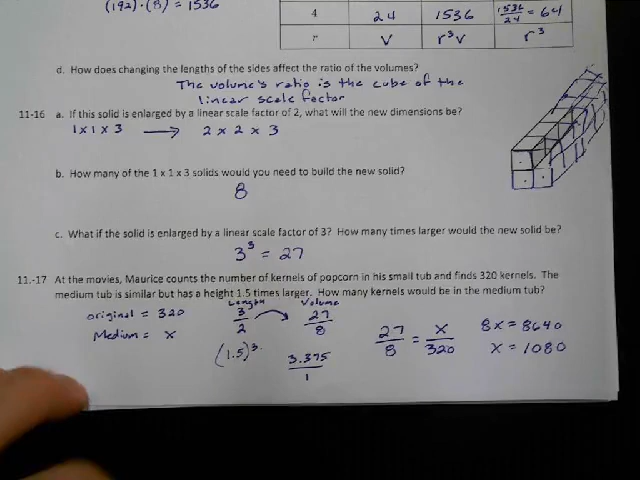 (192)·(8) = 1536
4 24 1536 1536/24 = 64
r V r³V r³
d. How does changing the lengths of the sides affect the ratio of the volumes?
The volume's ratio is the cube of the
linear scale factor
11-16 a. If this solid is enlarged by a linear scale factor of 2, what will the new dimensions be?
1x1x3 → 2 x 2 x 3
b. How many of the 1 x 1 x 3 solids would you need to build the new solid?
8
c. What if the solid is enlarged by a linear scale factor of 3? How many times larger would the new solid be?
3³ = 27
11.-17 At the movies, Maurice counts the number of kernels of popcorn in his small tub and finds 320 kernels. The
medium tub is similar but has a height 1.5 times larger. How many kernels would be in the medium tub?
Length Volume
original = 320 3/2 27/8
Medium = x
27/8 = x/320
8x = 8640
x = 1080
(1.5)³ 3.375/1